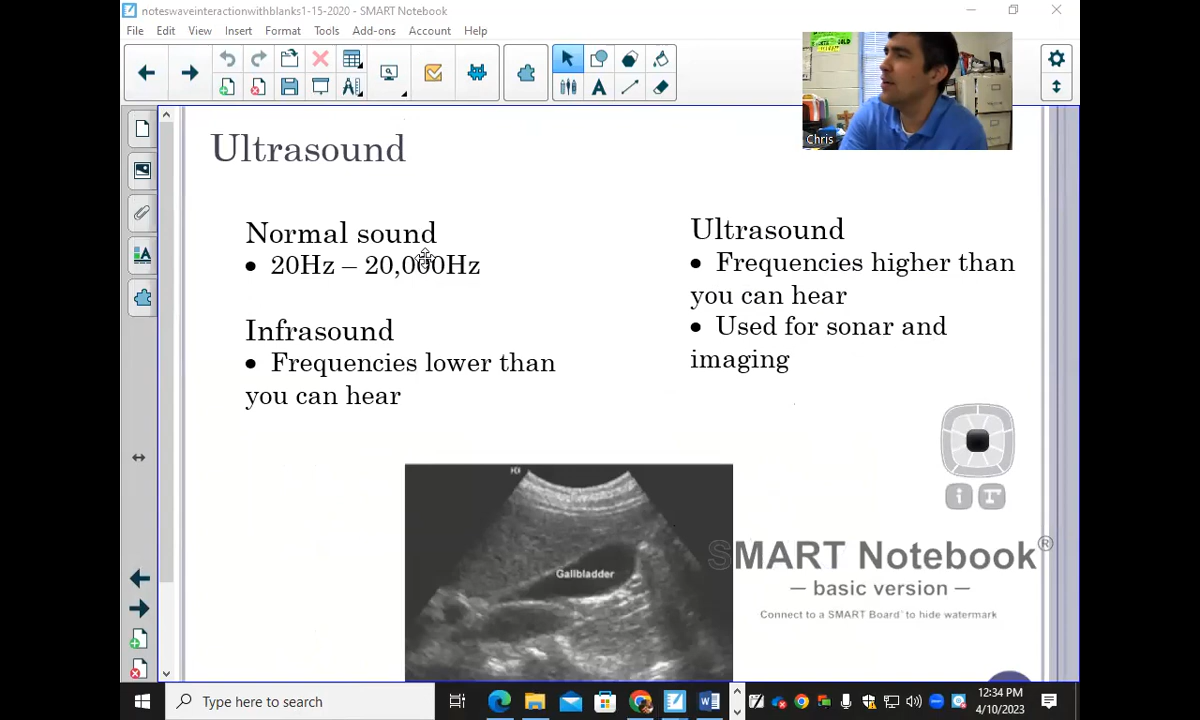 noteswaveinteractionwithblanks1-15-2020 - SMART Notebook
File Edit View Insert Format Tools Add-ons Account Help
Chris
Ultrasound
Normal sound
• 20Hz – 20,000Hz
Infrasound
• Frequencies lower than
you can hear
Ultrasound
• Frequencies higher than
you can hear
• Used for sonar and
imaging
Gallbladder
SMART Notebook®
— basic version —
Connect to a SMART Board to hide watermark
Type here to search
12:34 PM
4/10/2023